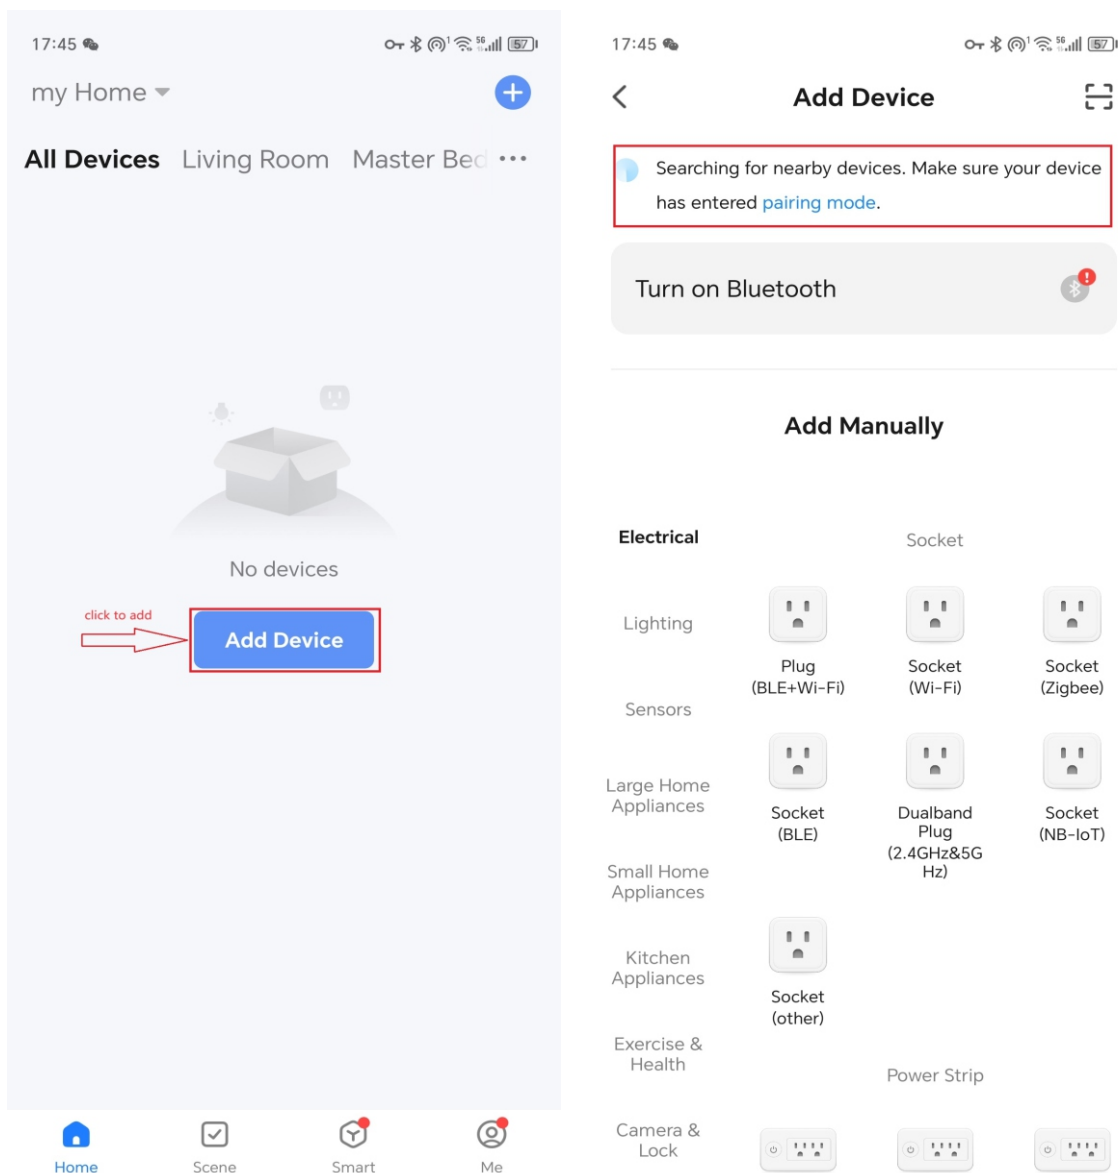 17:45
57
my Home
All Devices Living Room Master Bed ...
No devices
click to add
Add Device
Home Scene Smart Me
17:45
57
Add Device
Searching for nearby devices. Make sure your device
has entered pairing mode.
Turn on Bluetooth
Add Manually
Electrical
Lighting
Sensors
Large Home
Appliances
Small Home
Appliances
Kitchen
Appliances
Exercise &
Health
Camera &
Lock
Socket
Plug
(BLE+Wi-Fi)
Socket
(Wi-Fi)
Socket
(Zigbee)
Socket
(BLE)
Dualband
Plug
(2.4GHz&5G
Hz)
Socket
(NB-IoT)
Socket
(other)
Power Strip